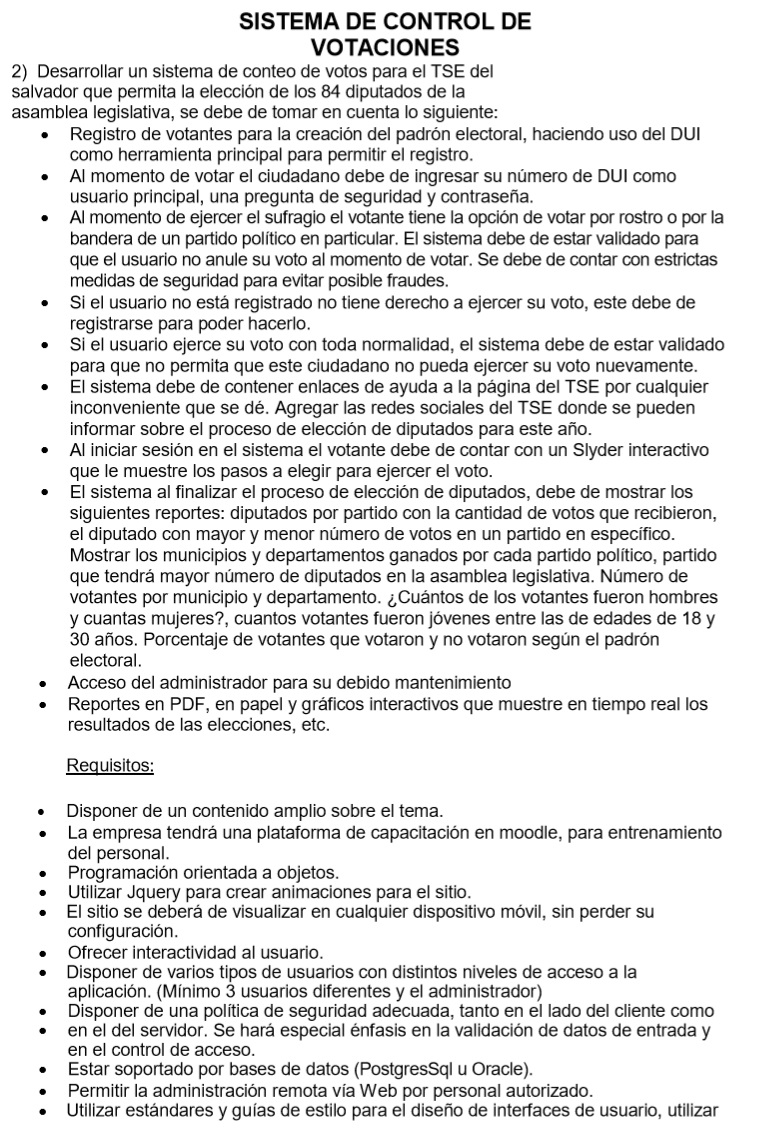 SISTEMA DE CONTROL DE
VOTACIONES
2) Desarrollar un sistema de conteo de votos para el TSE del
salvador que permita la elección de los 84 diputados de la
asamblea legislativa, se debe de tomar en cuenta lo siguiente:
• Registro de votantes para la creación del padrón electoral, haciendo uso del DUI
como herramienta principal para permitir el registro.
• Al momento de votar el ciudadano debe de ingresar su número de DUI como
usuario principal, una pregunta de seguridad y contraseña.
• Al momento de ejercer el sufragio el votante tiene la opción de votar por rostro o por la
bandera de un partido político en particular. El sistema debe de estar validado para
que el usuario no anule su voto al momento de votar. Se debe de contar con estrictas
medidas de seguridad para evitar posible fraudes.
• Si el usuario no está registrado no tiene derecho a ejercer su voto, este debe de
registrarse para poder hacerlo.
• Si el usuario ejerce su voto con toda normalidad, el sistema debe de estar validado
para que no permita que este ciudadano no pueda ejercer su voto nuevamente.
• El sistema debe de contener enlaces de ayuda a la página del TSE por cualquier
inconveniente que se dé. Agregar las redes sociales del TSE donde se pueden
informar sobre el proceso de elección de diputados para este año.
• Al iniciar sesión en el sistema el votante debe de contar con un Slyder interactivo
que le muestre los pasos a elegir para ejercer el voto.
• El sistema al finalizar el proceso de elección de diputados, debe de mostrar los
siguientes reportes: diputados por partido con la cantidad de votos que recibieron,
el diputado con mayor y menor número de votos en un partido en específico.
Mostrar los municipios y departamentos ganados por cada partido político, partido
que tendrá mayor número de diputados en la asamblea legislativa. Número de
votantes por municipio y departamento. ¿Cuántos de los votantes fueron hombres
y cuantas mujeres?, cuantos votantes fueron jóvenes entre las de edades de 18 y
30 años. Porcentaje de votantes que votaron y no votaron según el padrón
electoral.
• Acceso del administrador para su debido mantenimiento
• Reportes en PDF, en papel y gráficos interactivos que muestre en tiempo real los
resultados de las elecciones, etc.
Requisitos:
• Disponer de un contenido amplio sobre el tema.
• La empresa tendrá una plataforma de capacitación en moodle, para entrenamiento
del personal.
• Programación orientada a objetos.
• Utilizar Jquery para crear animaciones para el sitio.
• El sitio se deberá de visualizar en cualquier dispositivo móvil, sin perder su
configuración.
• Ofrecer interactividad al usuario.
• Disponer de varios tipos de usuarios con distintos niveles de acceso a la
aplicación. (Mínimo 3 usuarios diferentes y el administrador)
• Disponer de una política de seguridad adecuada, tanto en el lado del cliente como
• en el del servidor. Se hará especial énfasis en la validación de datos de entrada y
en el control de acceso.
• Estar soportado por bases de datos (PostgresSql u Oracle).
• Permitir la administración remota vía Web por personal autorizado.
• Utilizar estándares y guías de estilo para el diseño de interfaces de usuario, utilizar